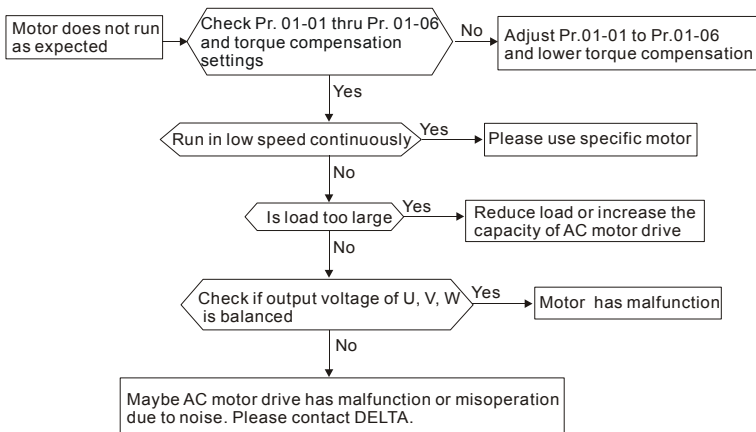 Motor does not run
as expected
Check Pr. 01-01 thru Pr. 01-06
and torque compensation
settings
No
Adjust Pr.01-01 to Pr.01-06
and lower torque compensation
Yes
Run in low speed continuously
Yes
Please use specific motor
No
Is load too large
Yes
Reduce load or increase the
capacity of AC motor drive
No
Check if output voltage of U, V, W
is balanced
Yes
Motor has malfunction
No
Maybe AC motor drive has malfunction or misoperation
due to noise. Please contact DELTA.